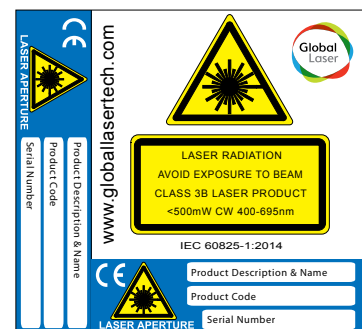 CE
LASER APERTURE
Product Description & Name
Product Code
Serial Number
www.globallasertech.com
Global
Laser
LASER RADIATION
AVOID EXPOSURE TO BEAM
CLASS 3B LASER PRODUCT
<500mW CW 400-695nm
IEC 60825-1:2014
CE
LASER APERTURE
Product Description & Name
Product Code
Serial Number